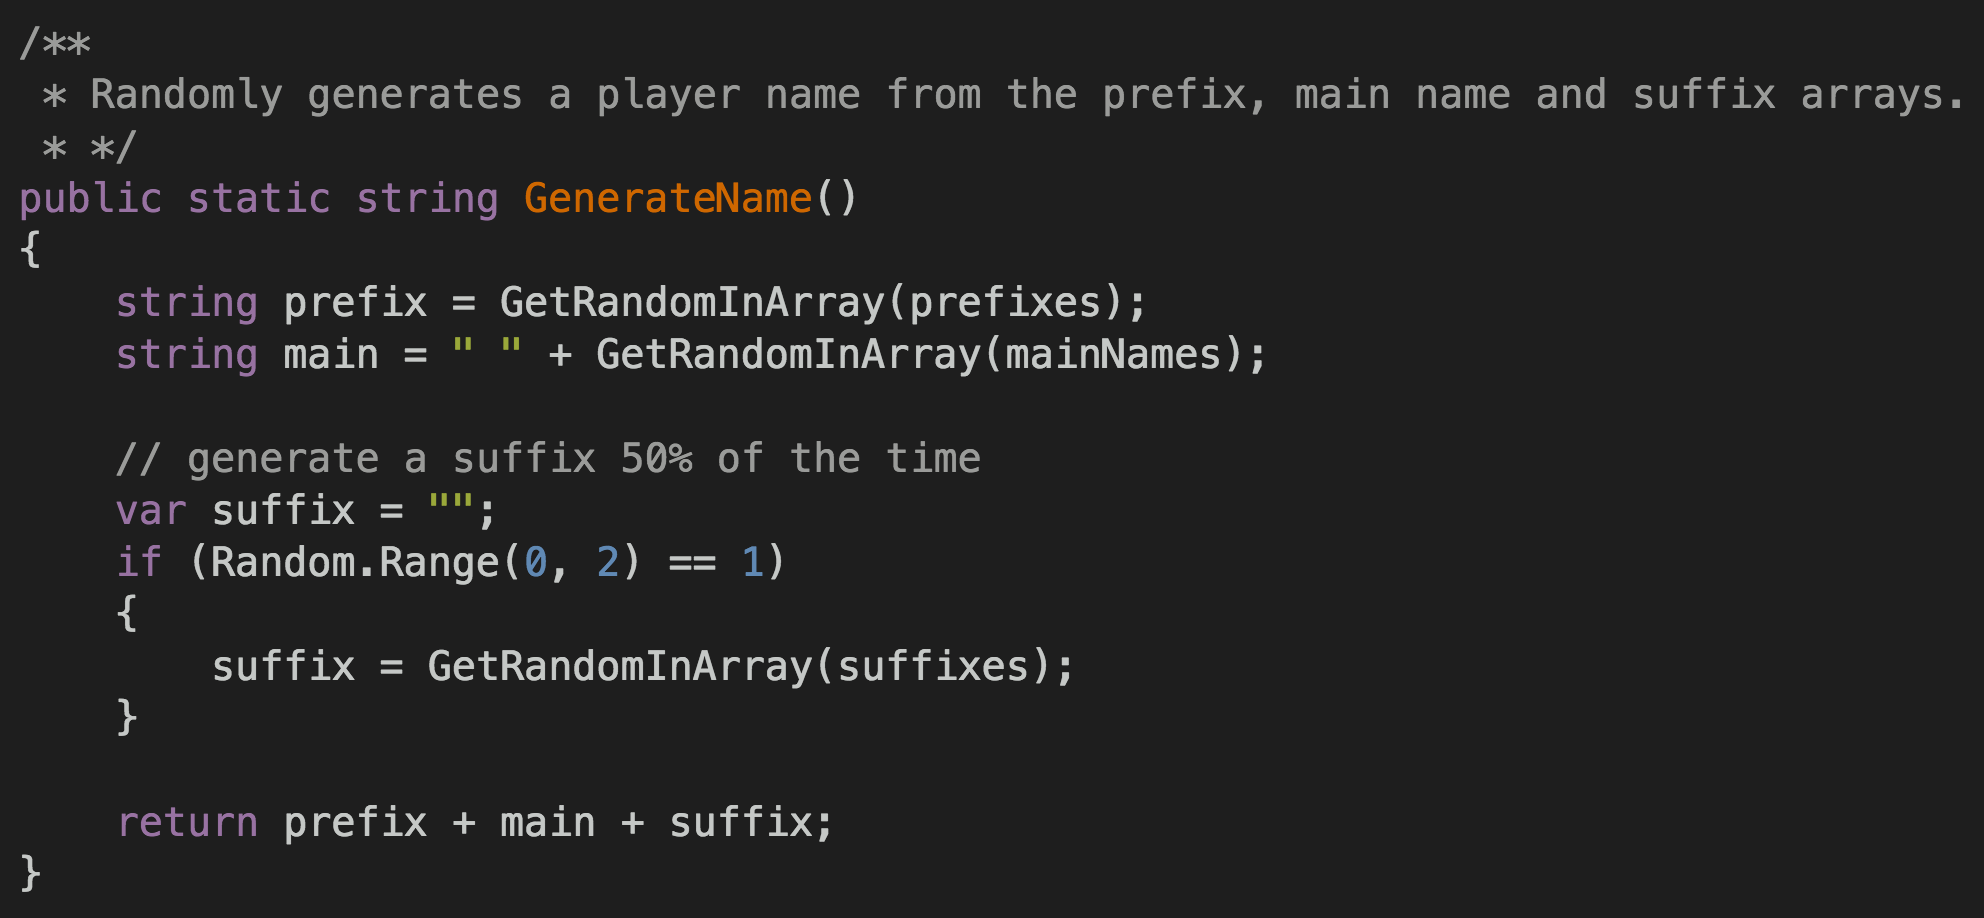 /**
 * Randomly generates a player name from the prefix, main name and suffix arrays.
 * */
public static string GenerateName()
{
    string prefix = GetRandomInArray(prefixes);
    string main = " " + GetRandomInArray(mainNames);

    // generate a suffix 50% of the time
    var suffix = "";
    if (Random.Range(0, 2) == 1)
    {
        suffix = GetRandomInArray(suffixes);
    }

    return prefix + main + suffix;
}